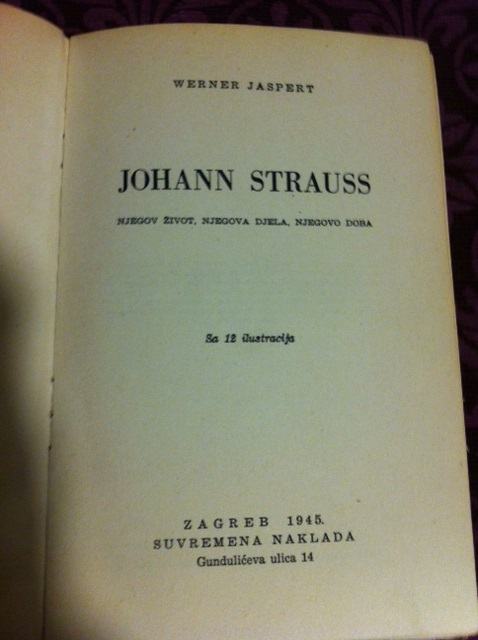 WERNER JASPERT
JOHANN STRAUSS
NJEGOV ŽIVOT, NJEGOVA DJELA, NJEGOVO DOBA
Sa 12 ilustracija
ZAGREB 1945.
SUVREMENA NAKLADA
Gundulićeva ulica 14